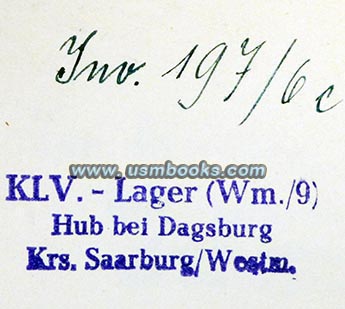 Inv. 197/6c
www.usmbooks.com
KLV. - Lager (Wm./9)
Hub bei Dagsburg
Krs. Saarburg/Westm.